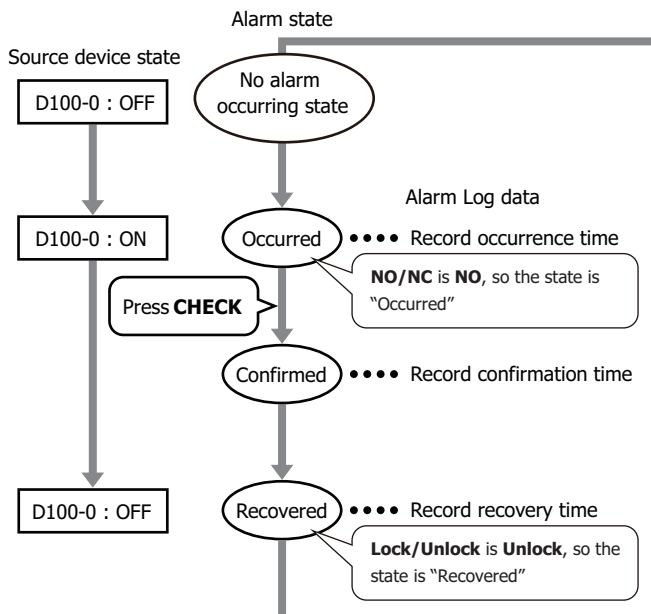 Alarm state
Source device state
D100-0 : OFF
No alarm
occurring state
Alarm Log data
D100-0 : ON
Occurred
•••• Record occurrence time
NO/NC is NO, so the state is
“Occurred”
Press CHECK
Confirmed
•••• Record confirmation time
D100-0 : OFF
Recovered
•••• Record recovery time
Lock/Unlock is Unlock, so the
state is “Recovered”